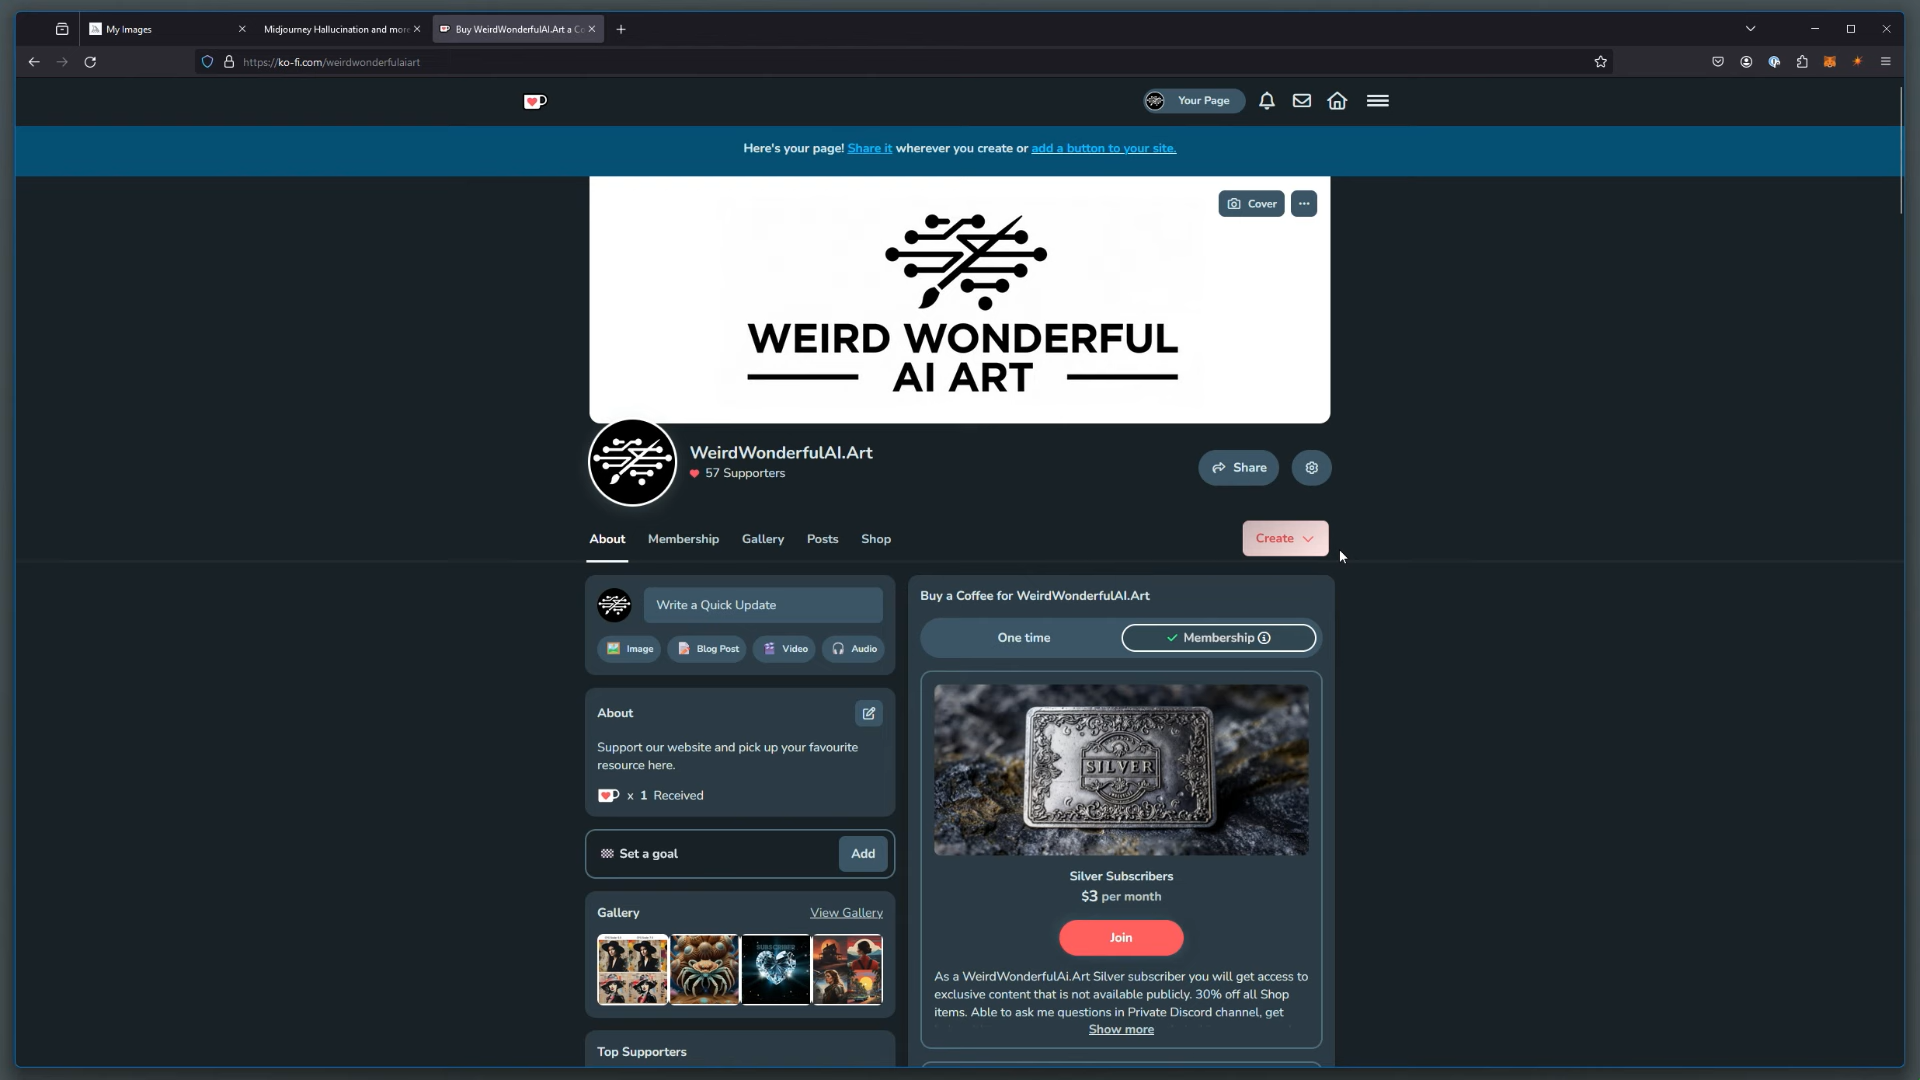 My Images
Midjourney Hallucination and more
Buy WeirdWonderfulAI.Art a Co
https://ko-fi.com/weirdwonderfulaiart
Your Page
Here's your page! Share it wherever you create or add a button to your site.
Cover
WEIRD WONDERFUL
AI ART
WeirdWonderfulAI.Art
57 Supporters
Share
About
Membership
Gallery
Posts
Shop
Create
Write a Quick Update
Image
Blog Post
Video
Audio
About
Support our website and pick up your favourite
resource here.
x 1 Received
Set a goal
Add
Gallery
View Gallery
Top Supporters
Buy a Coffee for WeirdWonderfulAI.Art
One time
Membership
SILVER
Silver Subscribers
$3 per month
Join
As a WeirdWonderfulAi.Art Silver subscriber you will get access to
exclusive content that is not available publicly. 30% off all Shop
items. Able to ask me questions in Private Discord channel, get
Show more